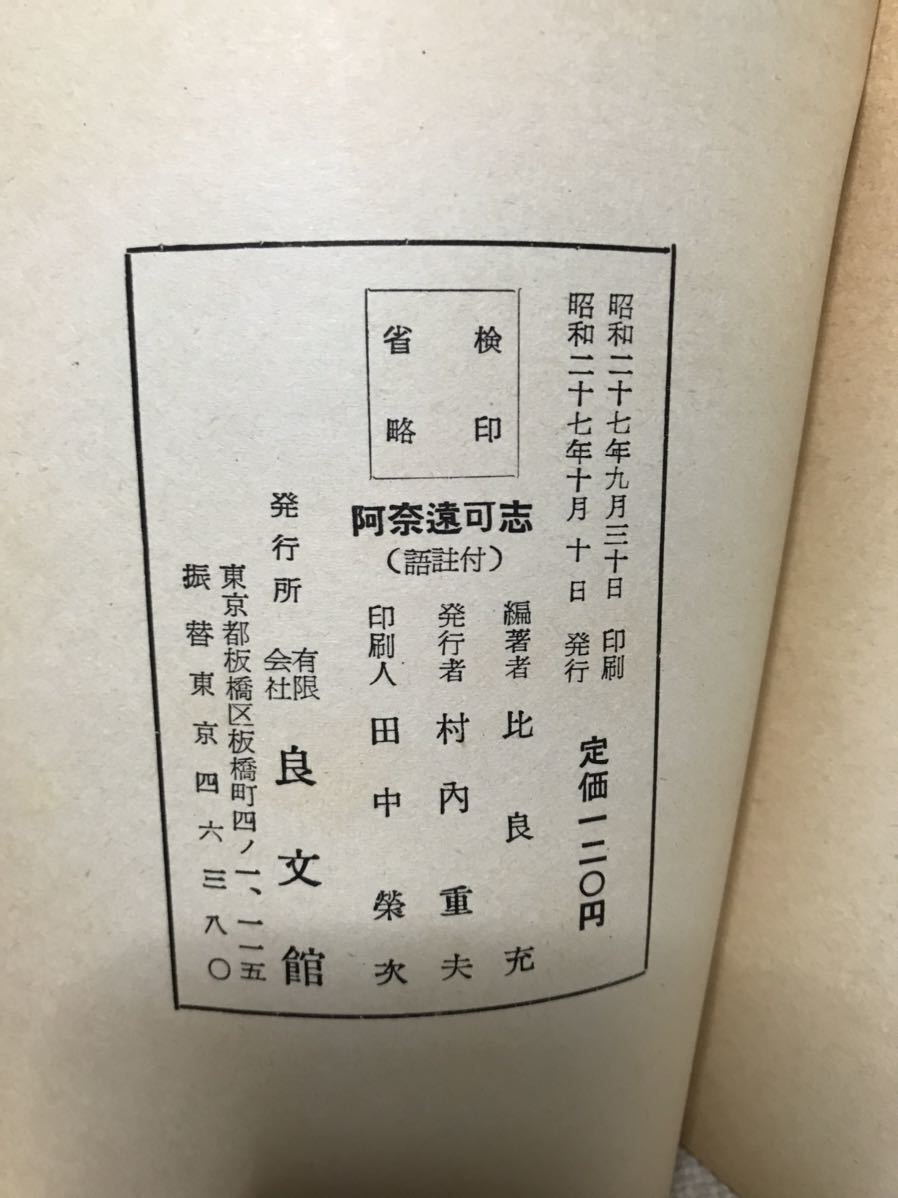 昭和二十七年九月三十日 印刷
昭和二十七年十月十日 発行
定価一二〇円
検印
省略
阿奈遠可志
（語註付）
編著者 比良充
発行者 村内重夫
印刷人 田中榮次
発行所 有限会社 良文館
東京都板橋区板橋町四ノ一、一一五
振替東京四六三八〇